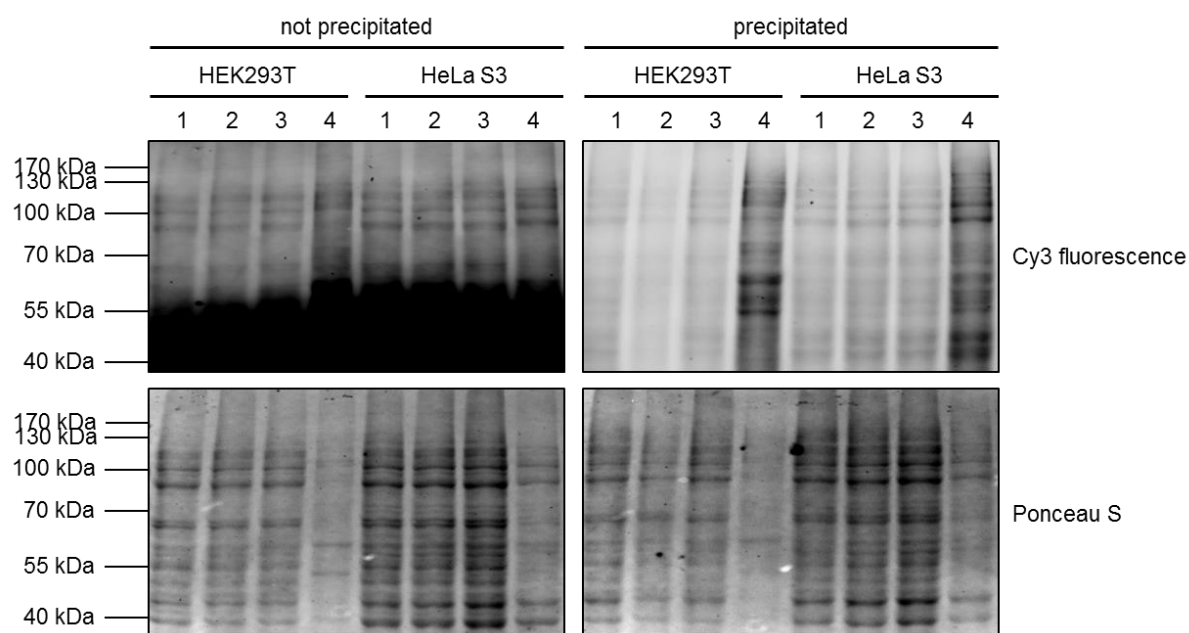 not precipitated precipitated
HEK293T HeLa S3 HEK293T HeLa S3
1 2 3 4 1 2 3 4 1 2 3 4 1 2 3 4
170 kDa
130 kDa
100 kDa
70 kDa
55 kDa
40 kDa
Cy3 fluorescence
170 kDa
130 kDa
100 kDa
70 kDa
55 kDa
40 kDa
Ponceau S